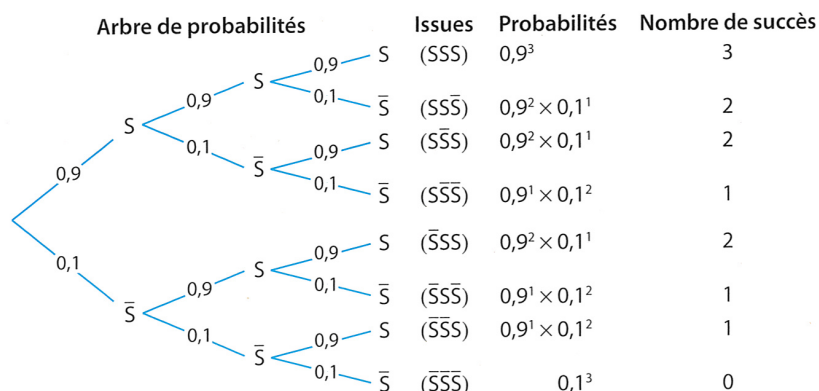 Arbre de probabilités Issues Probabilités Nombre de succès
0,9 S (SSS) 0,9³ 3
S
0,9 0,1 S̅ (SSS̅) 0,9² × 0,1¹ 2
S
0,1 0,9 S (SS̅S) 0,9² × 0,1¹ 2
S̅
0,9 0,1 S̅ (SS̅S̅) 0,9¹ × 0,1² 1
0,1 0,9 S (S̅SS) 0,9² × 0,1¹ 2
S
0,9 0,1 S̅ (S̅SS̅) 0,9¹ × 0,1² 1
S̅
0,1 0,9 S (S̅S̅S) 0,9¹ × 0,1² 1
S̅
0,1 S̅ (S̅S̅S̅) 0,1³ 0